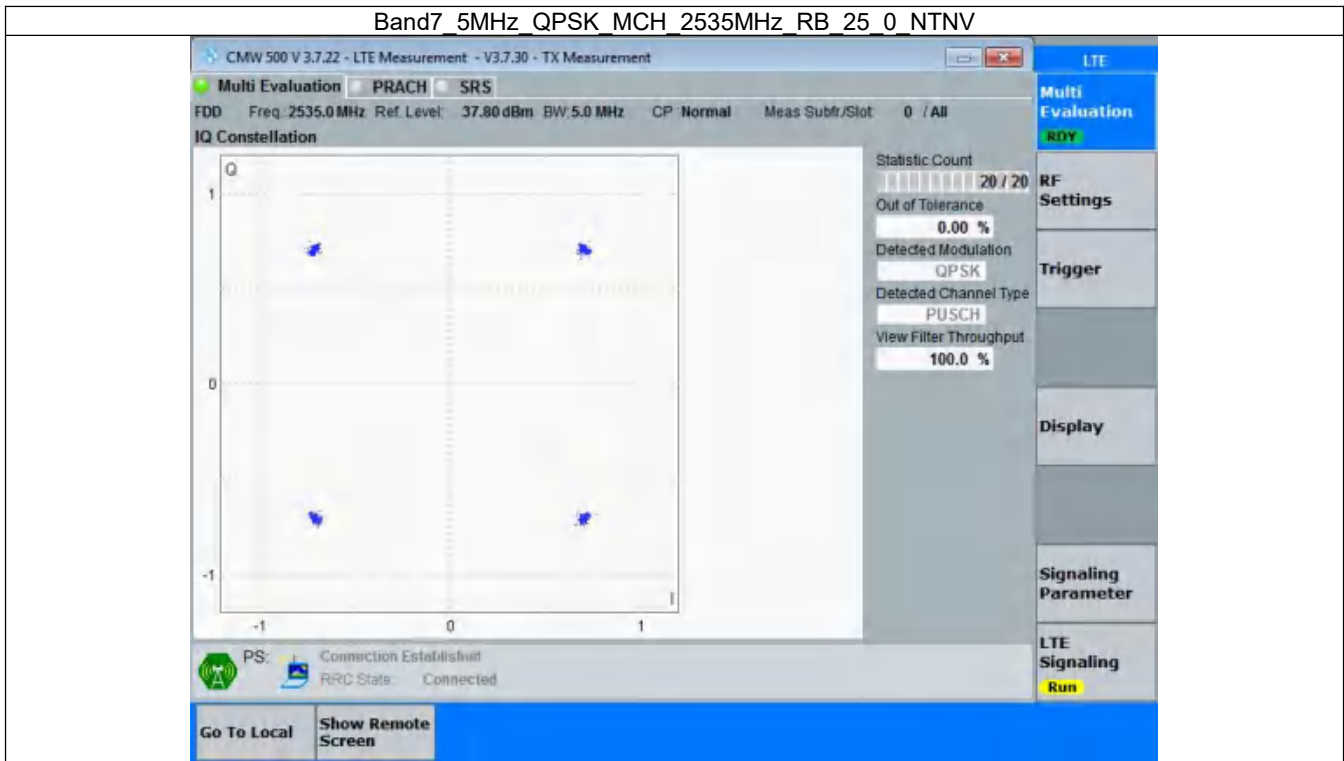 Band7_5MHz_QPSK_MCH_2535MHz_RB_25_0_NTNV
CMW 500 V 3.7.22 - LTE Measurement - V3.7.30 - TX Measurement
LTE
Multi Evaluation PRACH SRS
FDD Freg.:2535.0 MHz Ref. Level: 37.80 dBm BW:5.0 MHz CP :Normal Meas Subfr./Slot: 0 / All
IQ Constellation
Q
1
0
-1
I
-1 0 1
Statistic Count
20 / 20
Out of Tolerance
0.00 %
Detected Modulation
QPSK
Detected Channel Type
PUSCH
View Filter Throughput
100.0 %
Multi
Evaluation
RDY
RF
Settings
Trigger
Display
Signaling
Parameter
LTE
Signaling
Run
PS: Connection Established
RRC State: Connected
Go To Local
Show Remote
Screen